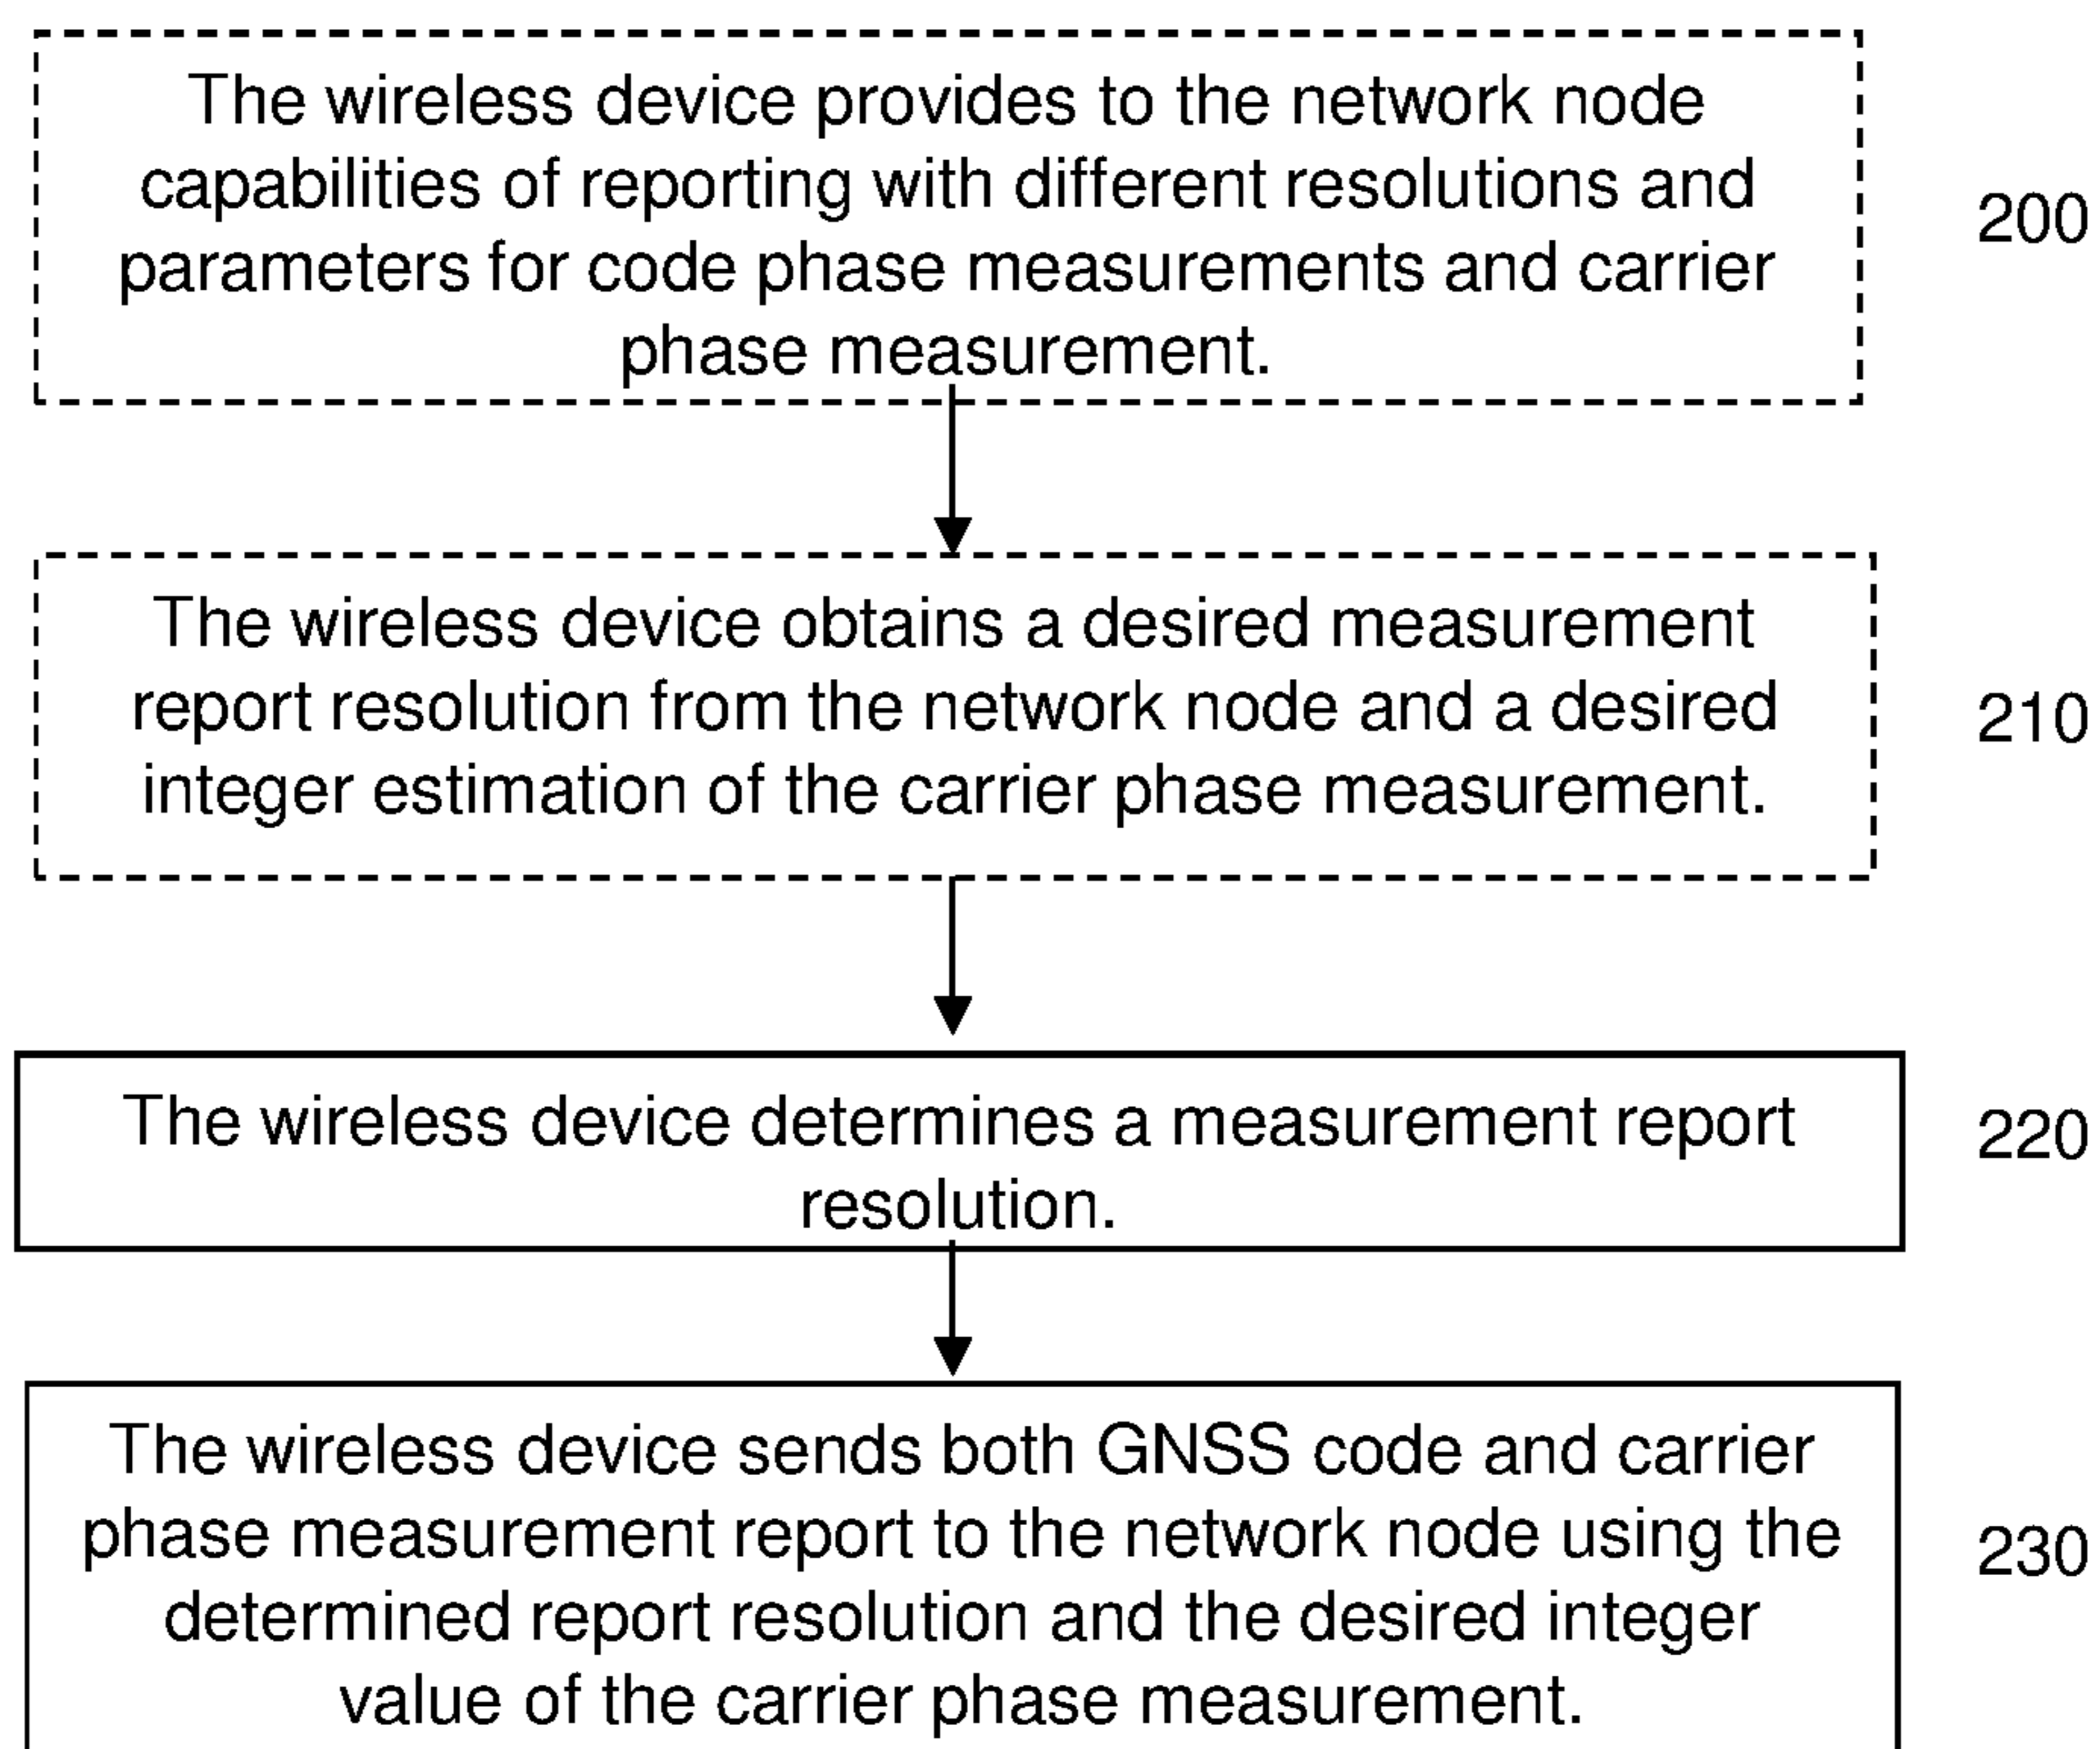 The wireless device provides to the network node
capabilities of reporting with different resolutions and
parameters for code phase measurements and carrier
phase measurement.
200
The wireless device obtains a desired measurement
report resolution from the network node and a desired
integer estimation of the carrier phase measurement.
210
The wireless device determines a measurement report
resolution.
220
The wireless device sends both GNSS code and carrier
phase measurement report to the network node using the
determined report resolution and the desired integer
value of the carrier phase measurement.
230